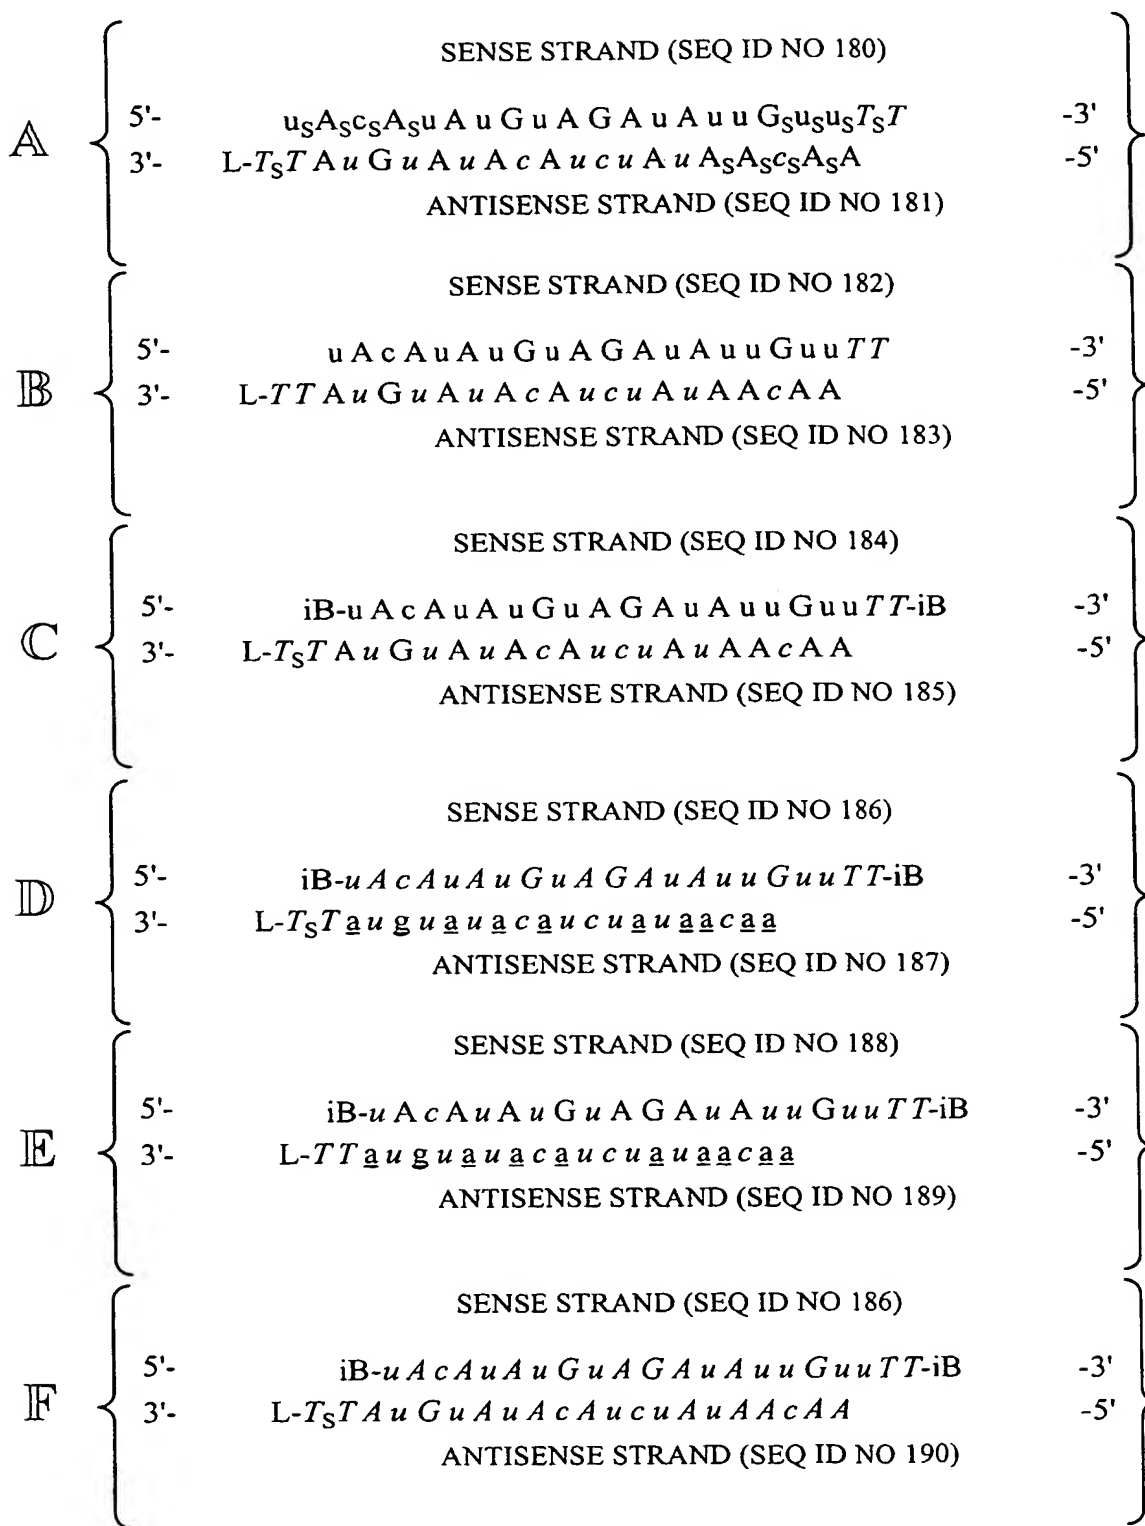 SENSE STRAND (SEQ ID NO 180)
A
5'- uₛAₛcₛAₛu A u G u A G A u A u u GₛuₛuₛTₛT -3'
3'- L-TₛT A u G u A u A c A u c u A u AₛAₛcₛAₛA -5'
ANTISENSE STRAND (SEQ ID NO 181)
SENSE STRAND (SEQ ID NO 182)
B
5'- u A c A u A u G u A G A u A u u G u u T T -3'
3'- L-T T A u G u A u A c A u c u A u A A c A A -5'
ANTISENSE STRAND (SEQ ID NO 183)
SENSE STRAND (SEQ ID NO 184)
C
5'- iB-u A c A u A u G u A G A u A u u G u u T T-iB -3'
3'- L-TₛT A u G u A u A c A u c u A u A A c A A -5'
ANTISENSE STRAND (SEQ ID NO 185)
SENSE STRAND (SEQ ID NO 186)
D
5'- iB-u A c A u A u G u A G A u A u u G u u T T-iB -3'
3'- L-TₛT a u g u a u a c a u c u a u a a c a a -5'
ANTISENSE STRAND (SEQ ID NO 187)
SENSE STRAND (SEQ ID NO 188)
E
5'- iB-u A c A u A u G u A G A u A u u G u u T T-iB -3'
3'- L-T T a u g u a u a c a u c u a u a a c a a -5'
ANTISENSE STRAND (SEQ ID NO 189)
SENSE STRAND (SEQ ID NO 186)
F
5'- iB-u A c A u A u G u A G A u A u u G u u T T-iB -3'
3'- L-TₛT A u G u A u A c A u c u A u A A c A A -5'
ANTISENSE STRAND (SEQ ID NO 190)